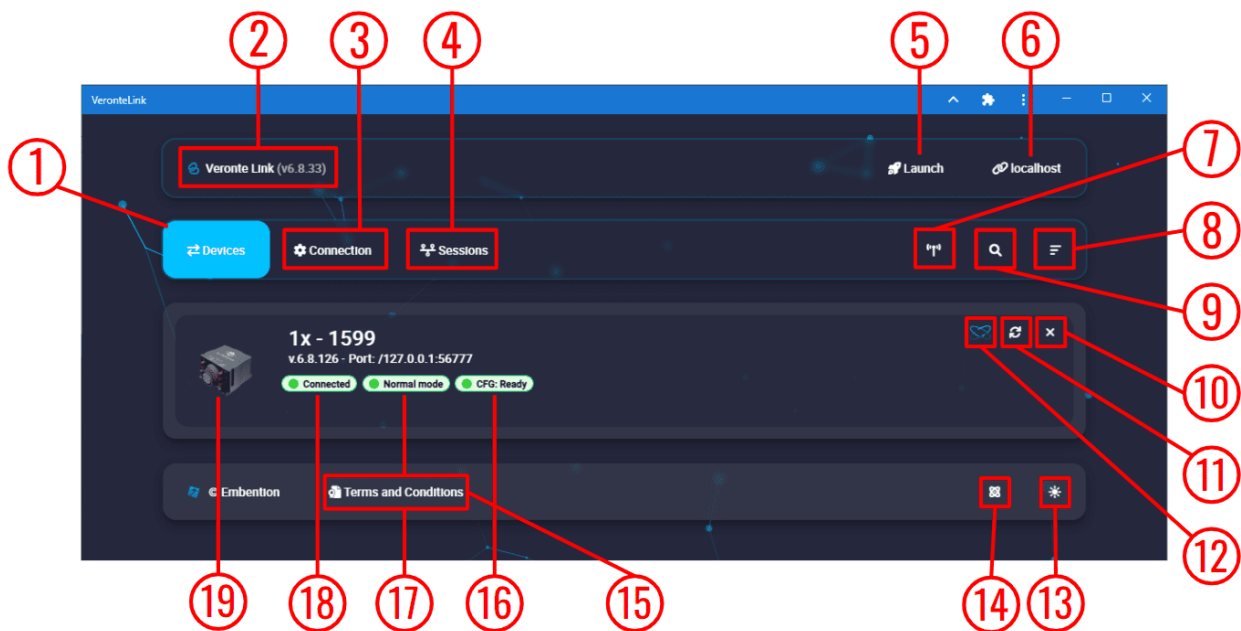 2
3
4
5
6
VeronteLink
1
Veronte Link (v6.8.33)
Launch
localhost
7
Devices
Connection
Sessions
8
9
1x - 1599
v.6.8.126 - Port: /127.0.0.1:56777
Connected
Normal mode
CFG: Ready
10
11
© Embention
Terms and Conditions
12
19
18
17
16
15
14
13